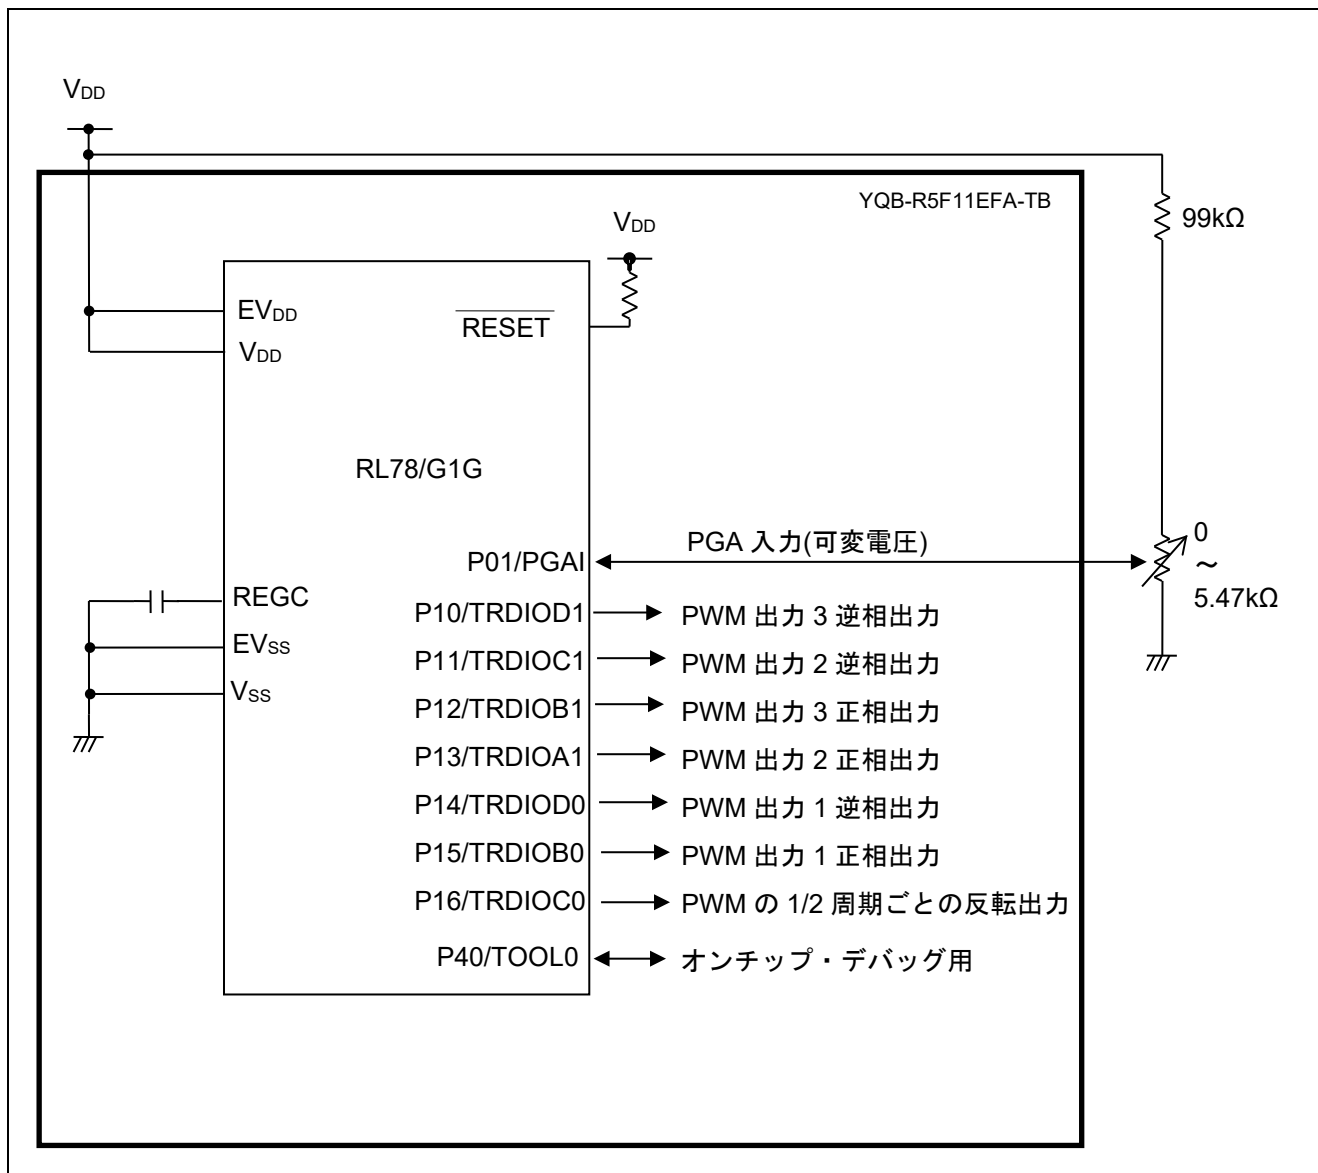 VDD
YQB-R5F11EFA-TB
VDD
99kΩ
EVDD
RESET
VDD
RL78/G1G
P01/PGAI
PGA 入力(可変電圧)
0
～
5.47kΩ
REGC
EVSS
VSS
P10/TRDIOD1
PWM 出力 3 逆相出力
P11/TRDIOC1
PWM 出力 2 逆相出力
P12/TRDIOB1
PWM 出力 3 正相出力
P13/TRDIOA1
PWM 出力 2 正相出力
P14/TRDIOD0
PWM 出力 1 逆相出力
P15/TRDIOB0
PWM 出力 1 正相出力
P16/TRDIOC0
PWM の 1/2 周期ごとの反転出力
P40/TOOL0
オンチップ・デバッグ用